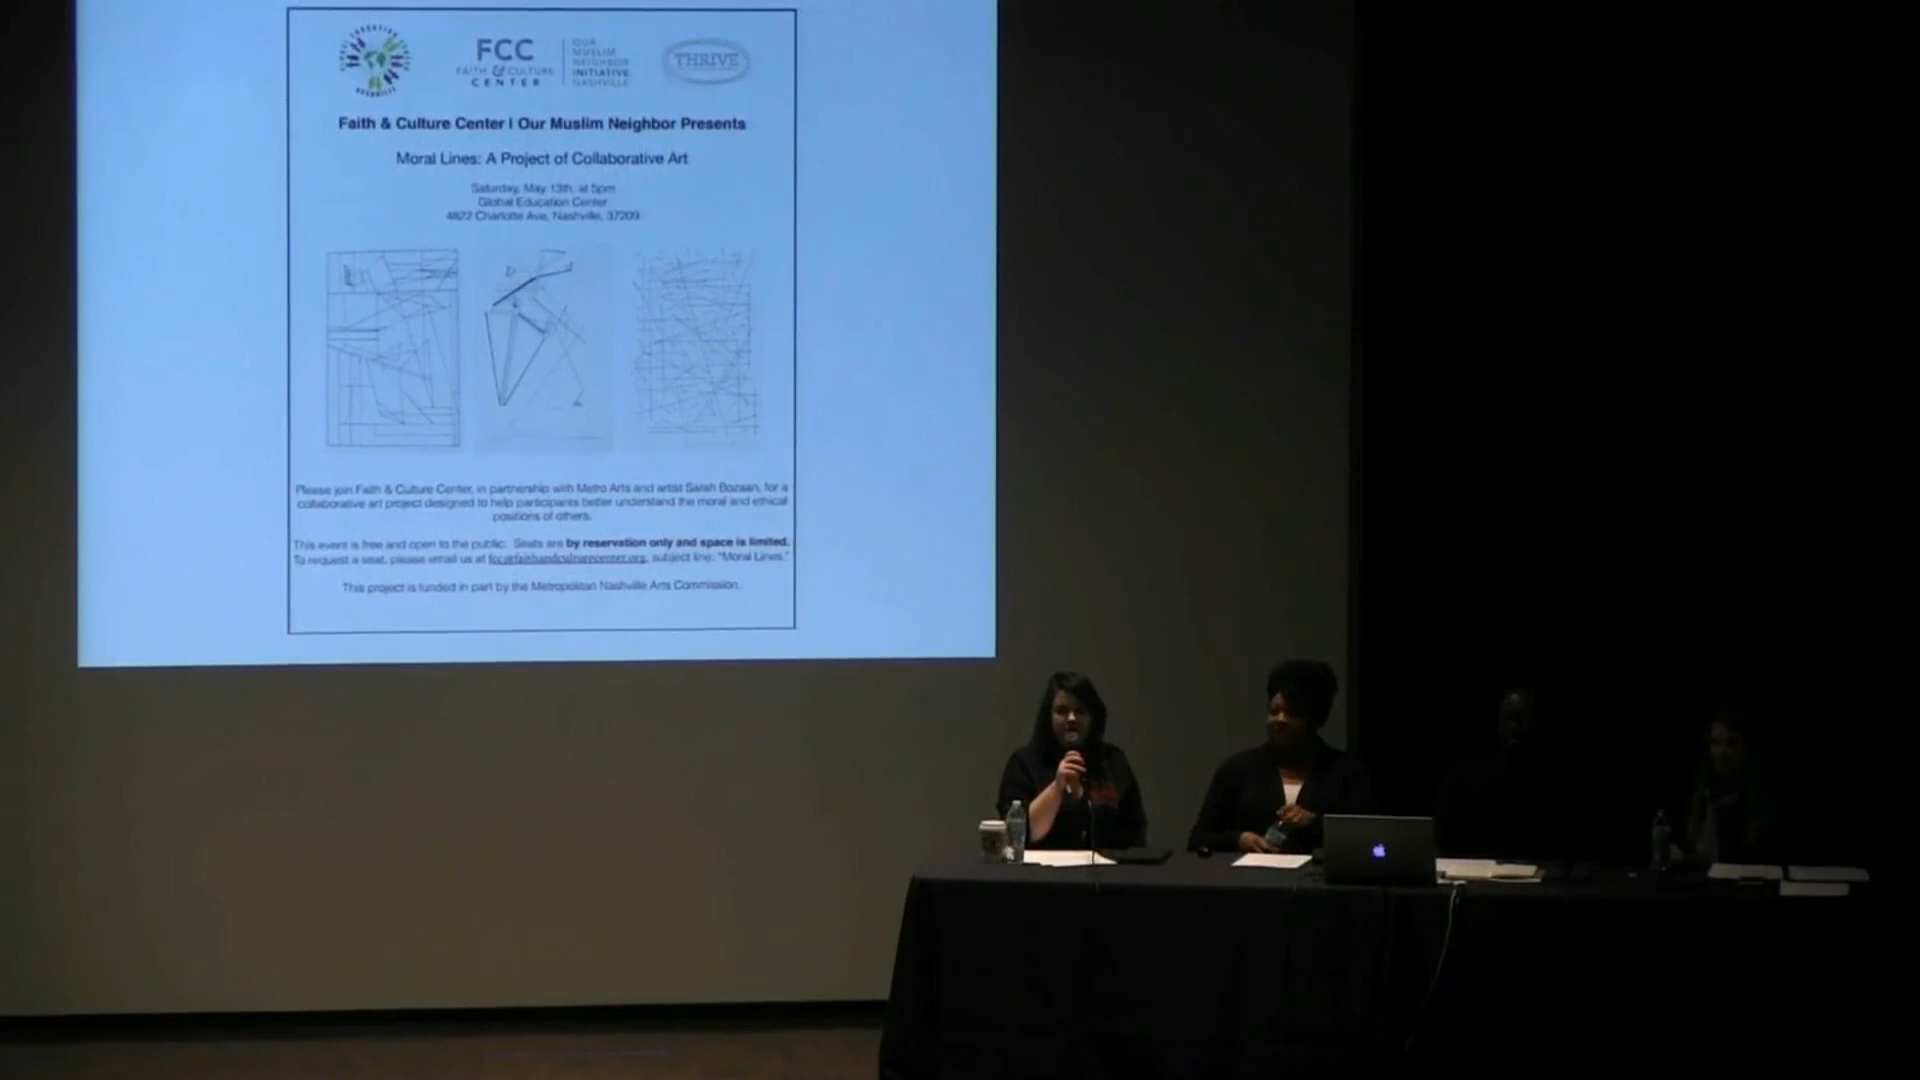 FCC
FAITH & CULTURE
CENTER
OUR
MUSLIM
NEIGHBOR
INITIATIVE
NASHVILLE
THRIVE
Faith & Culture Center | Our Muslim Neighbor Presents
Moral Lines: A Project of Collaborative Art
Saturday, May 13th, at 5pm
Global Education Center
4822 Charlotte Ave, Nashville, 37209
Please join Faith & Culture Center, in partnership with Metro Arts and artist Sarah Bozaan, for a
collaborative art project designed to help participants better understand the moral and ethical
positions of others.
This event is free and open to the public. Seats are by reservation only and space is limited.
To request a seat, please email us at fcc@faithandculturecenter.org, subject line: "Moral Lines."
This project is funded in part by the Metropolitan Nashville Arts Commission.